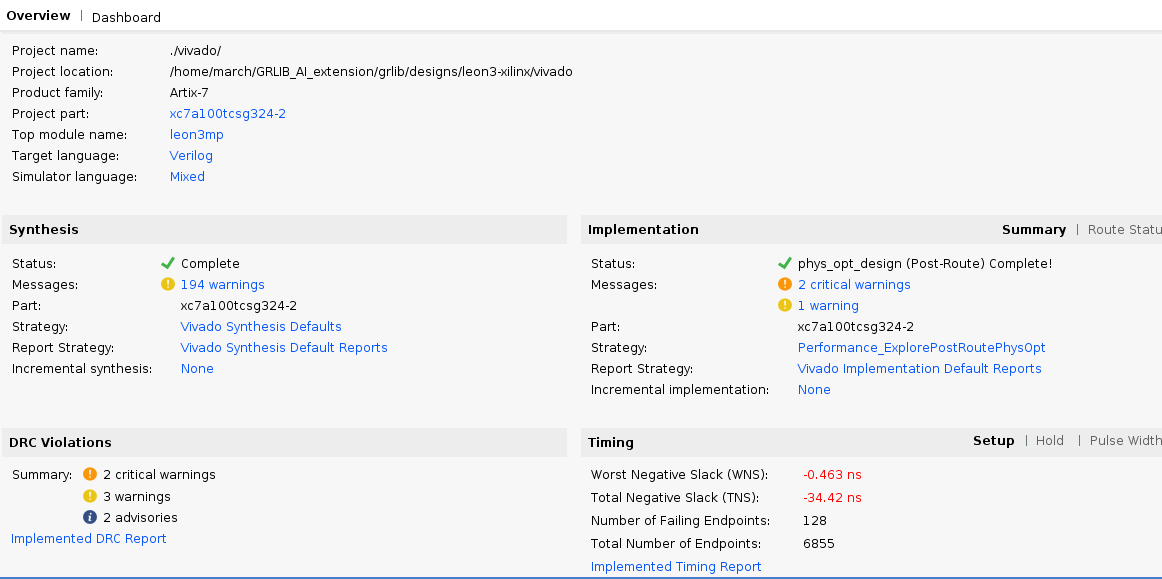 Overview | Dashboard
Project name: ./vivado/
Project location: /home/march/GRLIB_AI_extension/grlib/designs/leon3-xilinx/vivado
Product family: Artix-7
Project part: xc7a100tcsg324-2
Top module name: leon3mp
Target language: Verilog
Simulator language: Mixed
Synthesis
Status: Complete
Messages: 194 warnings
Part: xc7a100tcsg324-2
Strategy: Vivado Synthesis Defaults
Report Strategy: Vivado Synthesis Default Reports
Incremental synthesis: None
Implementation Summary | Route Statu
Status: phys_opt_design (Post-Route) Complete!
Messages: 2 critical warnings
1 warning
Part: xc7a100tcsg324-2
Strategy: Performance_ExplorePostRoutePhysOpt
Report Strategy: Vivado Implementation Default Reports
Incremental implementation: None
DRC Violations
Summary: 2 critical warnings
3 warnings
2 advisories
Implemented DRC Report
Timing Setup | Hold | Pulse Width
Worst Negative Slack (WNS): -0.463 ns
Total Negative Slack (TNS): -34.42 ns
Number of Failing Endpoints: 128
Total Number of Endpoints: 6855
Implemented Timing Report